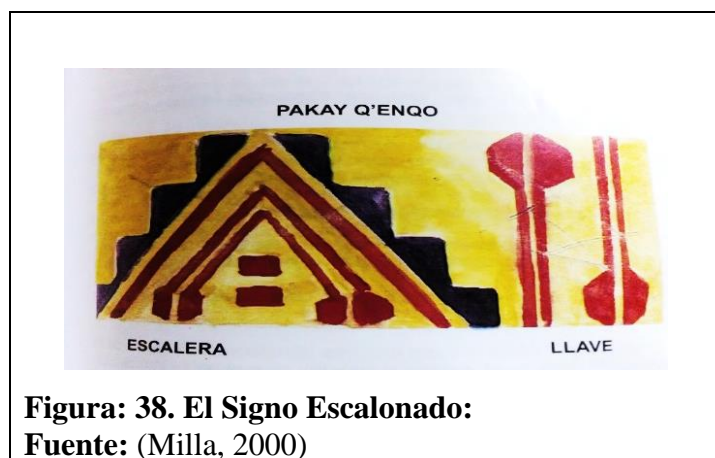 PAKAY Q'ENQO
ESCALERA
LLAVE
Figura: 38. El Signo Escalonado:
Fuente: (Milla, 2000)